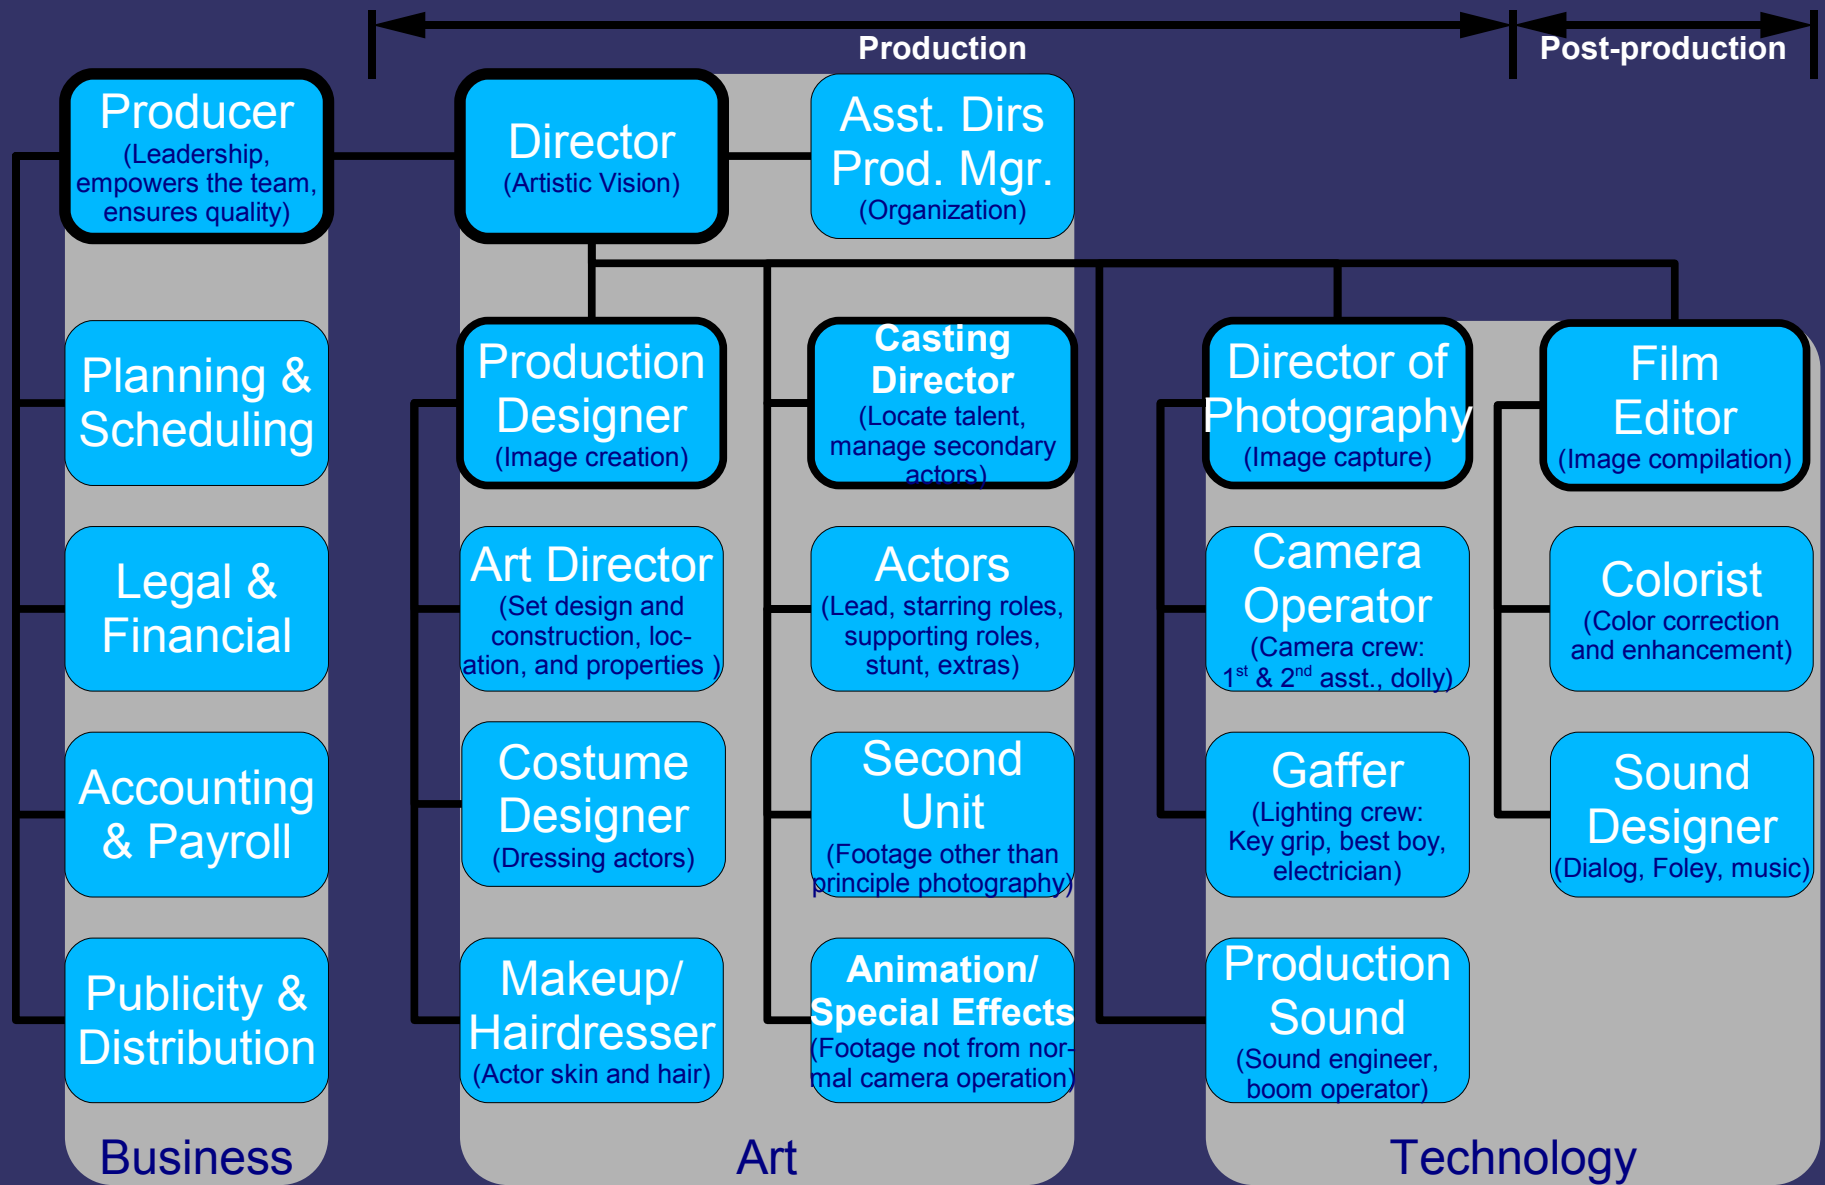 Production
Post-production
Producer
(Leadership,
empowers the team,
ensures quality)
Director
(Artistic Vision)
Asst. Dirs
Prod. Mgr.
(Organization)
Planning &
Scheduling
Legal &
Financial
Accounting
& Payroll
Publicity &
Distribution
Business
Production
Designer
(Image creation)
Art Director
(Set design and
construction, loc-
ation, and properties )
Costume
Designer
(Dressing actors)
Makeup/
Hairdresser
(Actor skin and hair)
Casting
Director
(Locate talent,
manage secondary
actors)
Actors
(Lead, starring roles,
supporting roles,
stunt, extras)
Second
Unit
(Footage other than
principle photography)
Animation/
Special Effects
(Footage not from nor-
mal camera operation)
Art
Director of
Photography
(Image capture)
Camera
Operator
(Camera crew:
1st & 2nd asst., dolly)
Gaffer
(Lighting crew:
Key grip, best boy,
electrician)
Production
Sound
(Sound engineer,
boom operator)
Film
Editor
(Image compilation)
Colorist
(Color correction
and enhancement)
Sound
Designer
(Dialog, Foley, music)
Technology